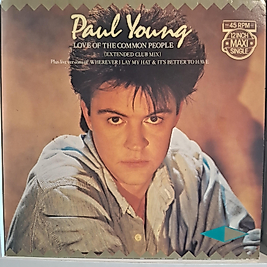 Paul Young
LOVE OF THE COMMON PEOPLE
(EXTENDED CLUB MIX)
Plus live versions of WHEREVER I LAY MY HAT & IT'S BETTER TO HAVE
45 RPM
12 INCH
MAXI
SINGLE